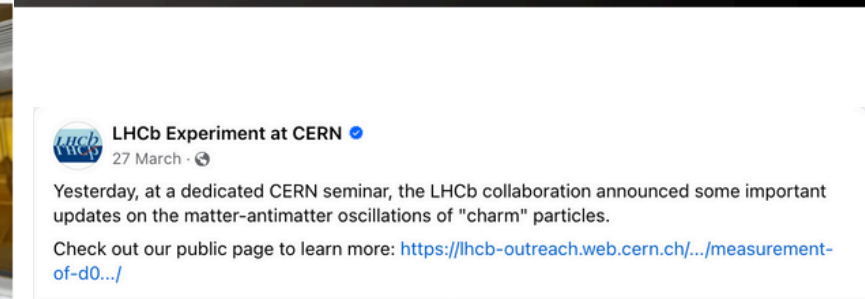 LHCb
LHCb Experiment at CERN
27 March ·
Yesterday, at a dedicated CERN seminar, the LHCb collaboration announced some important
updates on the matter-antimatter oscillations of "charm" particles.
Check out our public page to learn more: https://lhcb-outreach.web.cern.ch/.../measurement-
of-d0.../